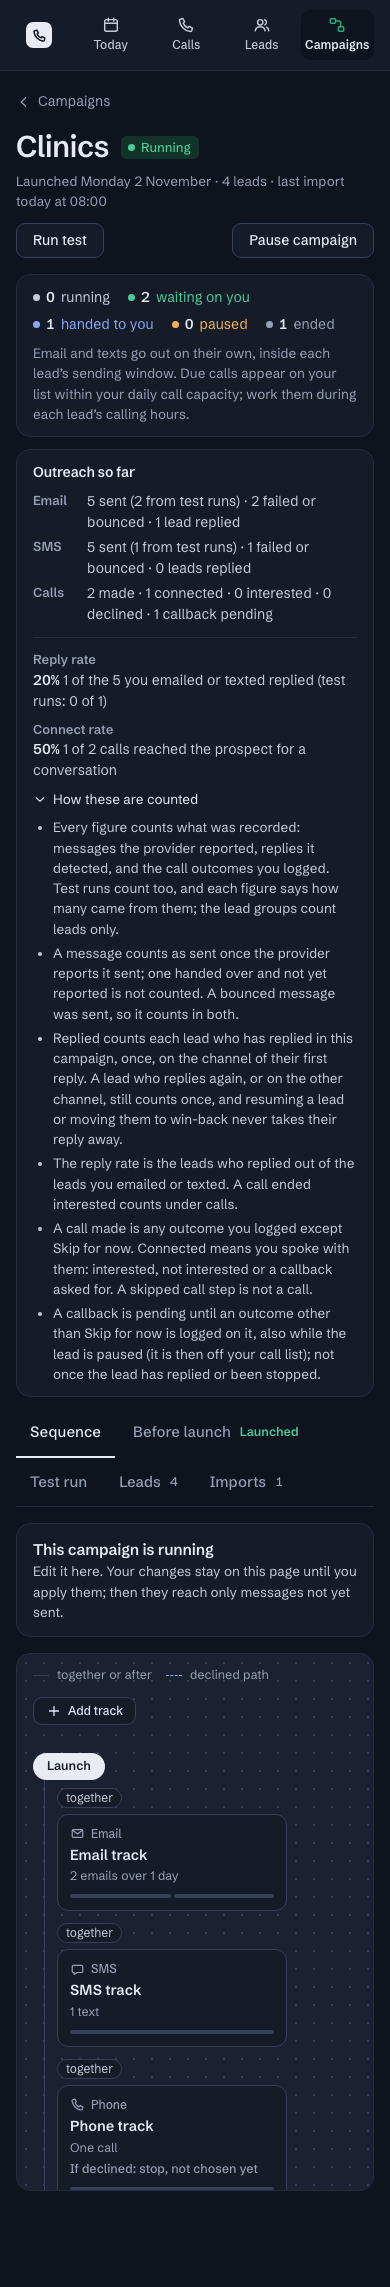 Today
Calls
Leads
Campaigns
Campaigns
Clinics
Running
Launched Monday 2 November · 4 leads · last import
today at 08:00
Run test
Pause campaign
0 running
2 waiting on you
1 handed to you
0 paused
1 ended
Email and texts go out on their own, inside each
lead’s sending window. Due calls appear on your
list within your daily call capacity; work them during
each lead’s calling hours.
Outreach so far
Email
5 sent (2 from test runs) · 2 failed or
bounced · 1 lead replied
SMS
5 sent (1 from test runs) · 1 failed or
bounced · 0 leads replied
Calls
2 made · 1 connected · 0 interested · 0
declined · 1 callback pending
Reply rate
20% 1 of the 5 you emailed or texted replied (test
runs: 0 of 1)
Connect rate
50% 1 of 2 calls reached the prospect for a
conversation
How these are counted
• Every figure counts what was recorded:
messages the provider reported, replies it
detected, and the call outcomes you logged.
Test runs count too, and each figure says how
many came from them; the lead groups count
leads only.
• A message counts as sent once the provider
reports it sent; one handed over and not yet
reported is not counted. A bounced message
was sent, so it counts in both.
• Replied counts each lead who has replied in this
campaign, once, on the channel of their first
reply. A lead who replies again, or on the other
channel, still counts once, and resuming a lead
or moving them to win-back never takes their
reply away.
• The reply rate is the leads who replied out of the
leads you emailed or texted. A call ended
interested counts under calls.
• A call made is any outcome you logged except
Skip for now. Connected means you spoke with
them: interested, not interested or a callback
asked for. A skipped call step is not a call.
• A callback is pending until an outcome other
than Skip for now is logged on it, also while the
lead is paused (it is then off your call list); not
once the lead has replied or been stopped.
Sequence
Before launch Launched
Test run
Leads 4
Imports 1
This campaign is running
Edit it here. Your changes stay on this page until you
apply them; then they reach only messages not yet
sent.
together or after
declined path
Add track
Launch
together
Email
Email track
2 emails over 1 day
together
SMS
SMS track
1 text
together
Phone
Phone track
One call
If declined: stop, not chosen yet